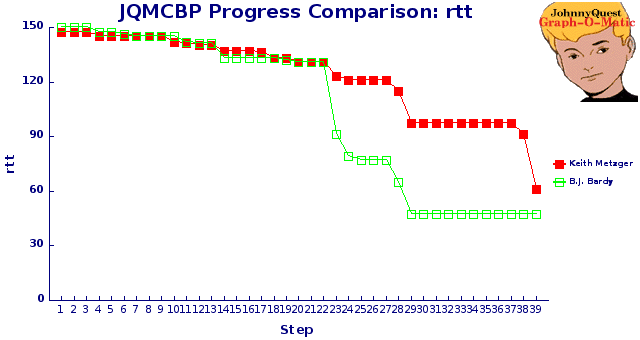 JQMCBP Progress Comparison: rtt
JohnnyQuest
Graph-O-Matic
150
120
90
60
30
0
rtt
1 2 3 4 5 6 7 8 9 10 11 12 13 14 15 16 17 18 19 20 21 22 23 24 25 26 27 28 29 30 31 32 33 34 35 36 37 38 39
Step
Keith Metzger
B.J. Bardy